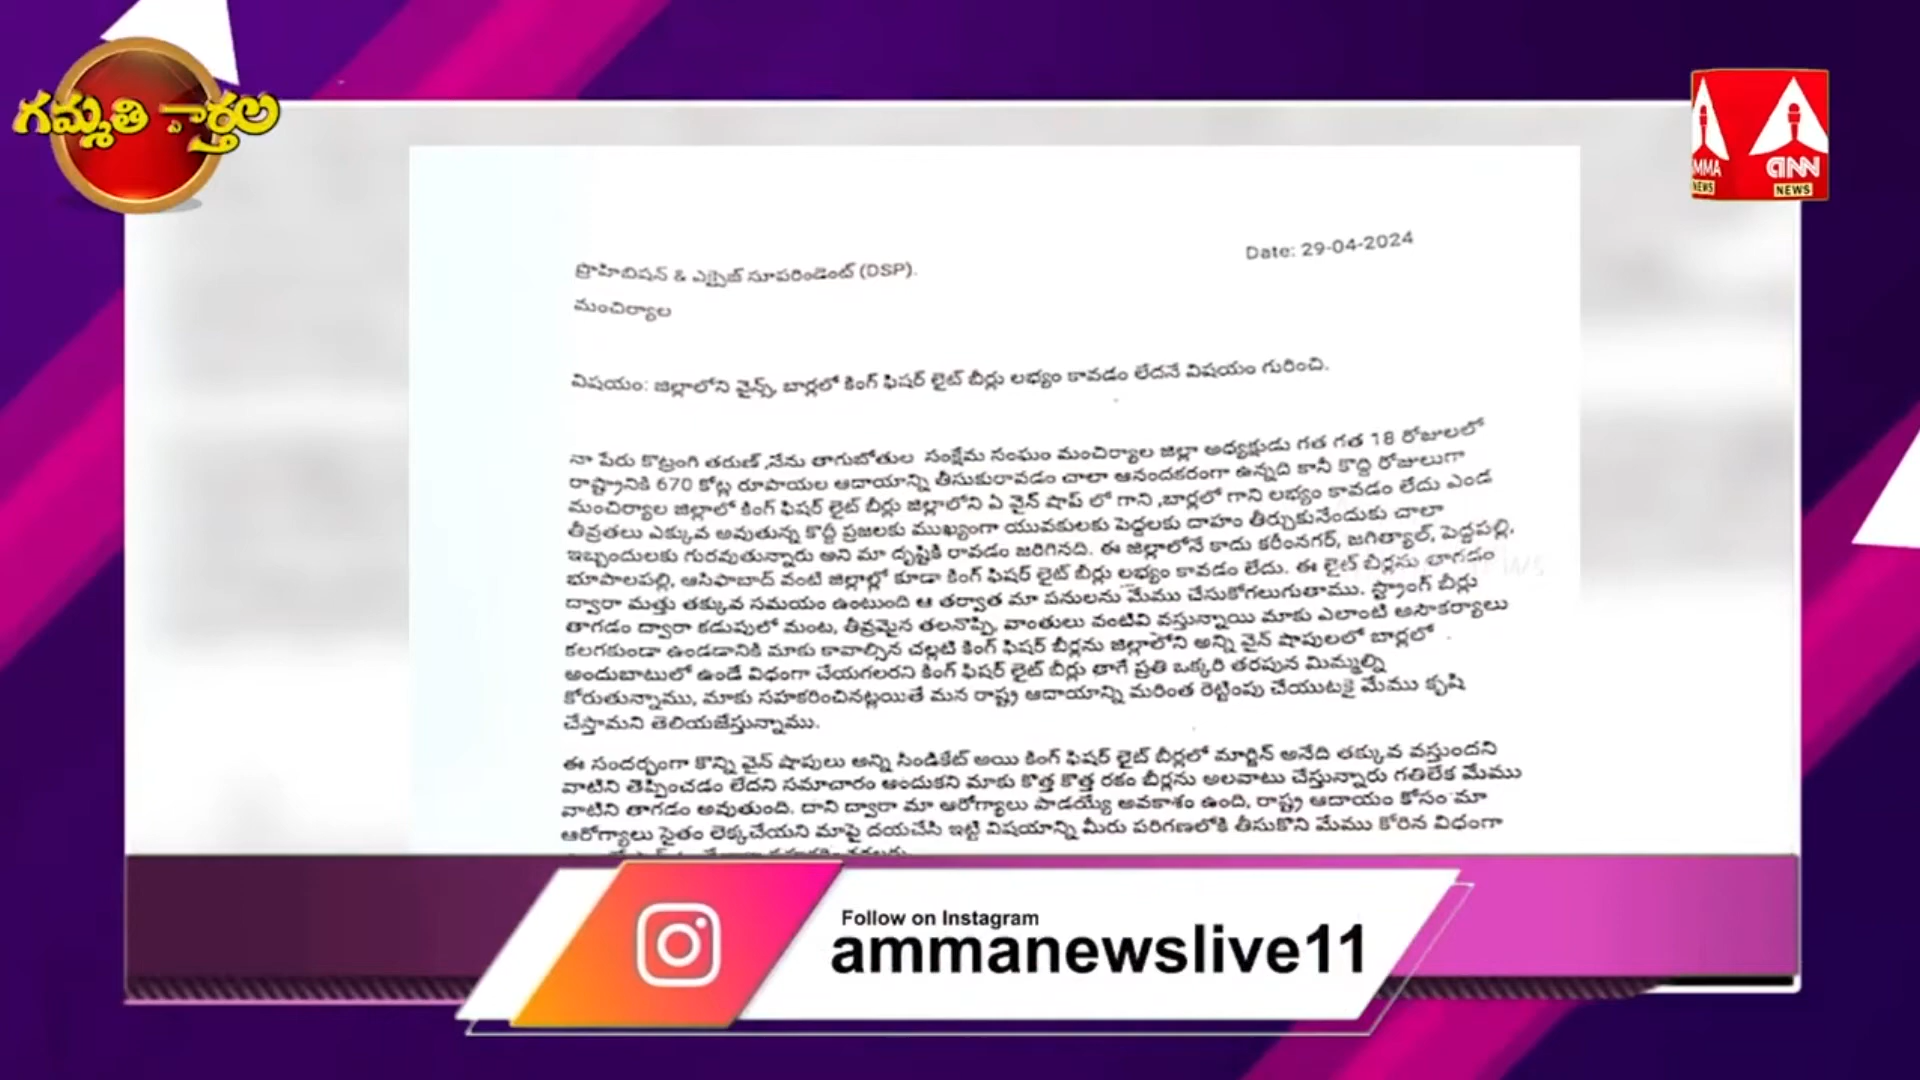 గమ్మతి వార్తలు
AMMA
NEWS
ANN
NEWS
Date: 29-04-2024
ప్రొహిబిషన్ & ఎక్సైజ్ సూపరిండెంట్ (DSP).
మంచిర్యాల
విషయం: జిల్లాలోని వైన్స్, బార్లలో కింగ్ ఫిషర్ లైట్ బీర్లు లభ్యం కావడం లేదనే విషయం గురించి.
నా పేరు కొట్రంగి తరుణ్ ,నేను తాగుబోతుల సంక్షేమ సంఘం మంచిర్యాల జిల్లా అధ్యక్షుడు గత గత 18 రోజులలో
రాష్ట్రానికి 670 కోట్ల రూపాయల ఆదాయాన్ని తీసుకురావడం చాలా ఆనందకరంగా ఉన్నది కానీ కొద్ది రోజులుగా
మంచిర్యాల జిల్లాలో కింగ్ ఫిషర్ లైట్ బీర్లు జిల్లాలోని ఏ వైన్ షాప్ లో గాని ,బార్లలో గాని లభ్యం కావడం లేదు ఎండ
తీవ్రతలు ఎక్కువ అవుతున్న కొద్దీ ప్రజలకు ముఖ్యంగా యువకులకు పెద్దలకు దాహం తీర్చుకునేందుకు చాలా
ఇబ్బందులకు గురవుతున్నారు అని మా దృష్టికి రావడం జరిగినది. ఈ జిల్లాలోనే కాదు కరీంనగర్, జగిత్యాల్, పెద్దపల్లి,
భూపాలపల్లి, ఆసిఫాబాద్ వంటి జిల్లాల్లో కూడా కింగ్ ఫిషర్ లైట్ బీర్లు లభ్యం కావడం లేదు. ఈ లైట్ బీర్లను తాగడం
ద్వారా మత్తు తక్కువ సమయం ఉంటుంది ఆ తర్వాత మా పనులను మేము చేసుకోగలుగుతాము. స్ట్రాంగ్ బీర్లు
తాగడం ద్వారా కడుపులో మంట, తీవ్రమైన తలనొప్పి, వాంతులు వంటివి వస్తున్నాయి మాకు ఎలాంటి అసౌకర్యాలు
కలగకుండా ఉండడానికి మాకు కావాల్సిన చల్లటి కింగ్ ఫిషర్ బీర్లను జిల్లాలోని అన్ని వైన్ షాపులలో బార్లలో
అందుబాటులో ఉండే విధంగా చేయగలరని కింగ్ ఫిషర్ లైట్ బీర్లు తాగే ప్రతి ఒక్కరి తరపున మిమ్మల్ని
కోరుతున్నాము, మాకు సహకరించినట్లయితే మన రాష్ట్ర ఆదాయాన్ని మరింత రెట్టింపు చేయుటకై మేము కృషి
చేస్తామని తెలియజేస్తున్నాము.
ఈ సందర్భంగా కొన్ని వైన్ షాపులు అన్ని సిండికేట్ అయి కింగ్ ఫిషర్ లైట్ బీర్లలో మార్జిన్ అనేది తక్కువ వస్తుందని
వాటిని తెప్పించడం లేదని సమాచారం అందుకని మాకు కొత్త కొత్త రకం బీర్లను అలవాటు చేస్తున్నారు గతిలేక మేము
వాటిని తాగడం అవుతుంది. దాని ద్వారా మా ఆరోగ్యాలు పాడయ్యే అవకాశం ఉంది, రాష్ట్ర ఆదాయం కోసం మా
ఆరోగ్యాలు సైతం లెక్కచేయని మాపై దయచేసి ఇట్టి విషయాన్ని మీరు పరిగణలోకి తీసుకొని మేము కోరిన విధంగా
Follow on Instagram
ammanewslive11